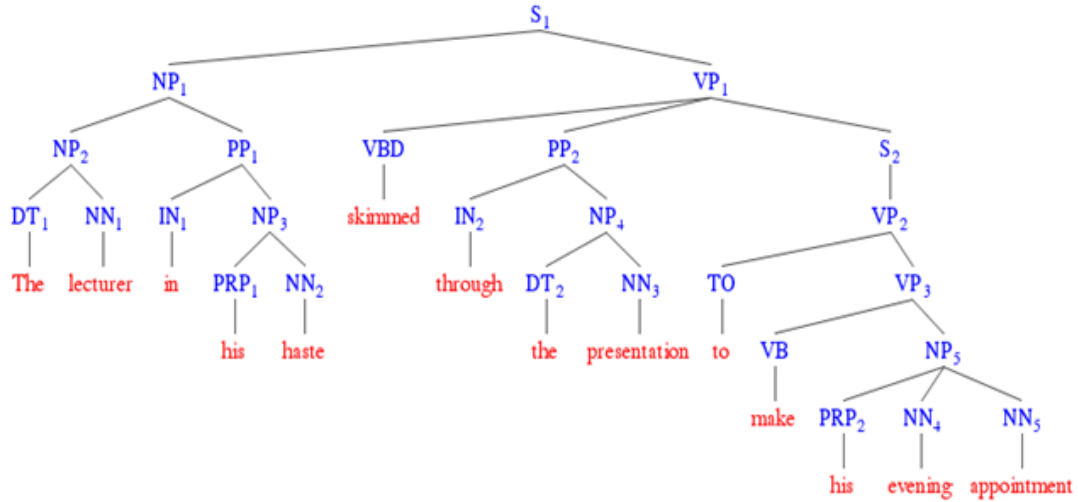 S₁
NP₁ VP₁
NP₂ PP₁ VBD PP₂ S₂
DT₁ NN₁ IN₁ NP₃ skimmed IN₂ NP₄ VP₂
The lecturer in PRP₁ NN₂ through DT₂ NN₃ TO VP₃
his haste the presentation to VB NP₅
make PRP₂ NN₄ NN₅
his evening appointment